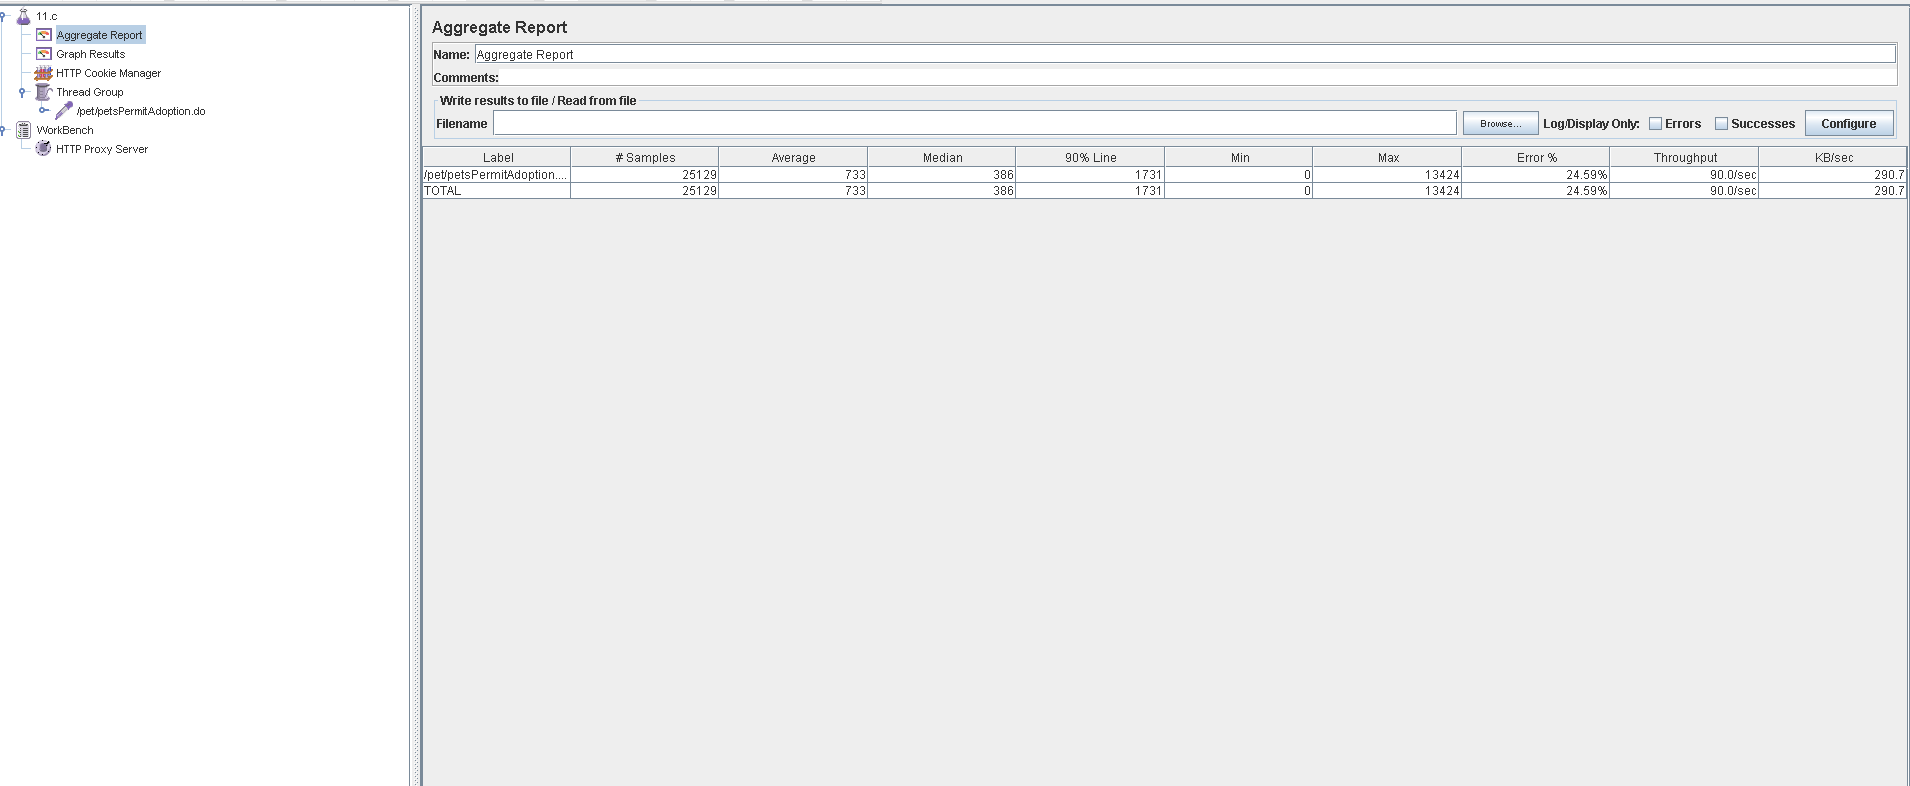 11.c
Aggregate Report
Graph Results
HTTP Cookie Manager
Thread Group
/pet/petsPermitAdoption.do
WorkBench
HTTP Proxy Server
Aggregate Report
Name: Aggregate Report
Comments:
Write results to file / Read from file
Filename Browse... Log/Display Only: Errors Successes Configure
Label # Samples Average Median 90% Line Min Max Error % Throughput KB/sec
/pet/petsPermitAdoption.... 25129 733 386 1731 0 13424 24.59% 90.0/sec 290.7
TOTAL 25129 733 386 1731 0 13424 24.59% 90.0/sec 290.7